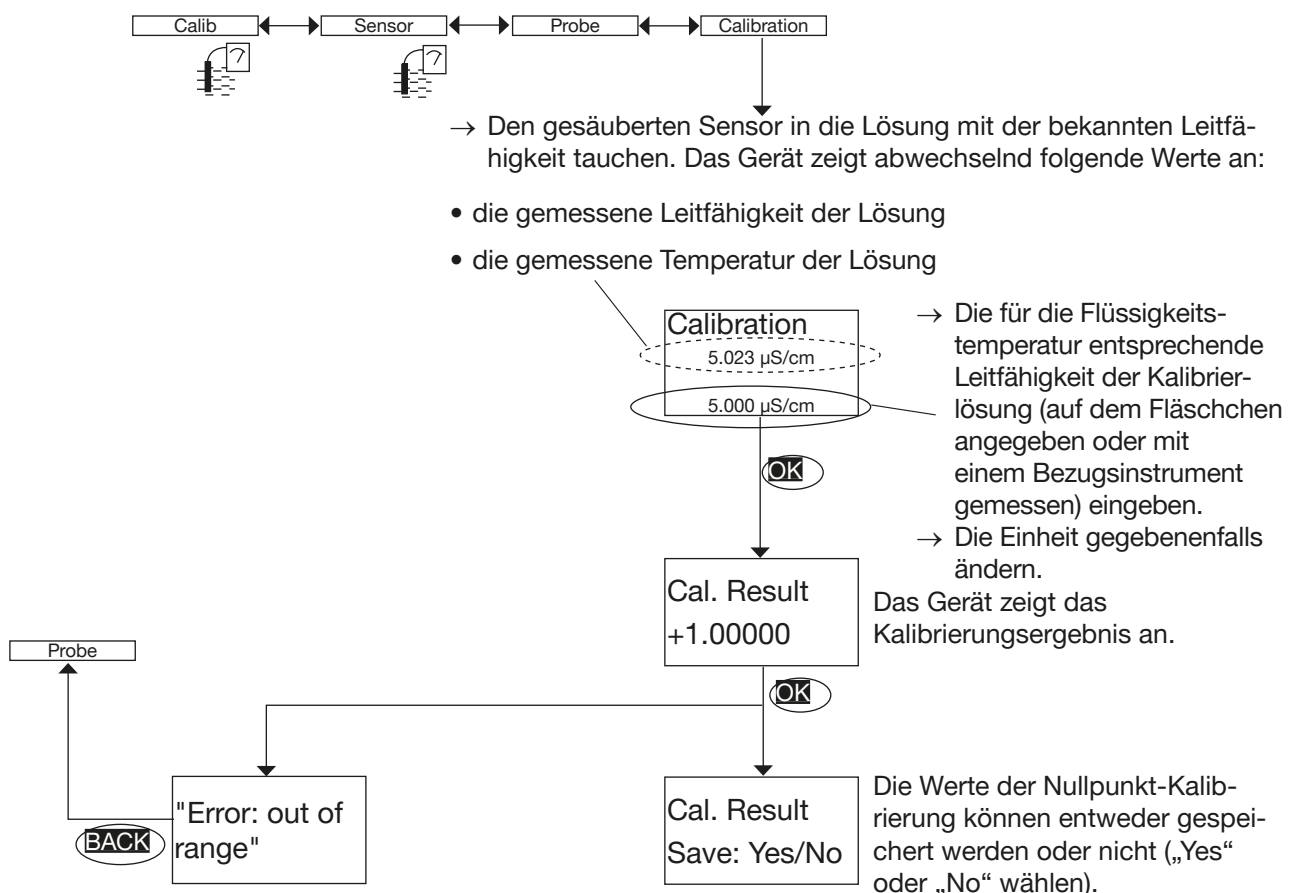 Calib Sensor Probe Calibration
→ Den gesäuberten Sensor in die Lösung mit der bekannten Leitfä-
higkeit tauchen. Das Gerät zeigt abwechselnd folgende Werte an:
• die gemessene Leitfähigkeit der Lösung
• die gemessene Temperatur der Lösung
Calibration
5.023 µS/cm
5.000 µS/cm
→ Die für die Flüssigkeits-
temperatur entsprechende
Leitfähigkeit der Kalibrier-
lösung (auf dem Fläschchen
angegeben oder mit
einem Bezugsinstrument
gemessen) eingeben.
→ Die Einheit gegebenenfalls
ändern.
OK
Cal. Result
+1.00000
Das Gerät zeigt das
Kalibrierungsergebnis an.
OK
Probe
BACK
"Error: out of
range"
Cal. Result
Save: Yes/No
Die Werte der Nullpunkt-Kalib-
rierung können entweder gespei-
chert werden oder nicht („Yes“
oder „No“ wählen).